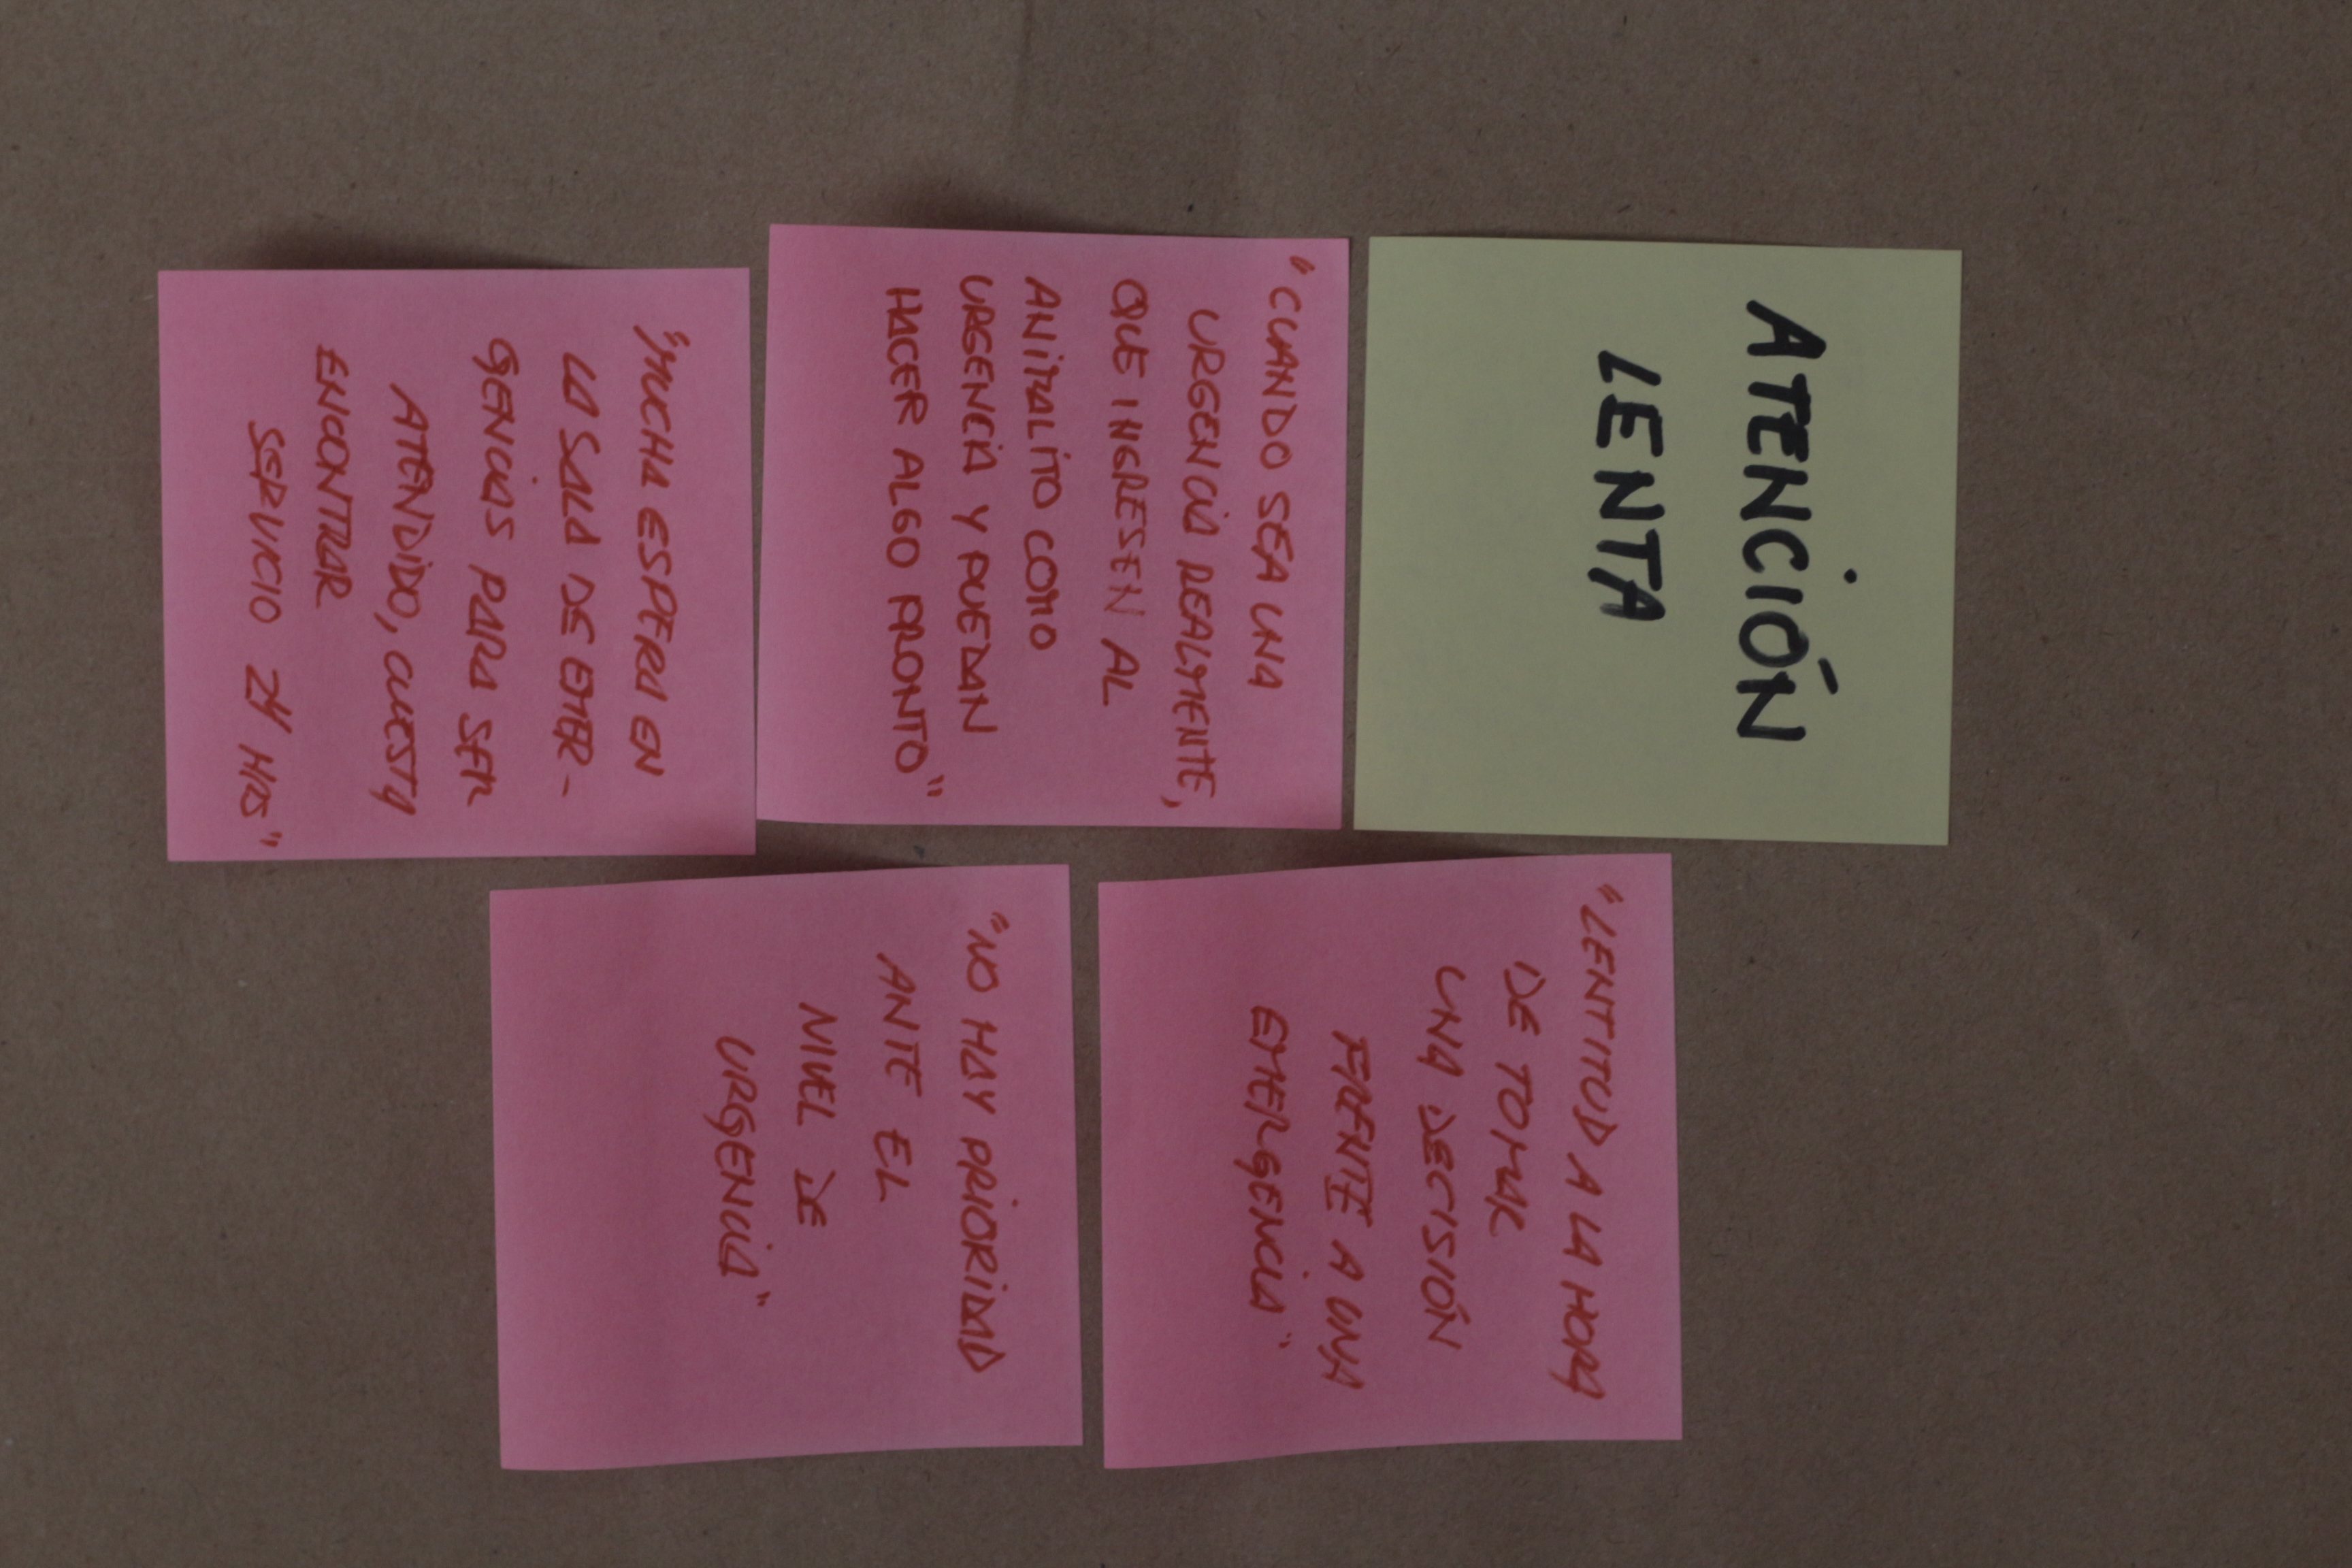 ATENCIÓN
LENTA
"LENTITUD A LA HORA
DE TOMAR
UNA DECISIÓN
FRENTE A UNA
EMERGENCIA"
"CUANDO SEA UNA
URGENCIA REALMENTE,
QUE INGRESEN AL
ANIMALITO COMO
URGENCIA Y PUEDAN
HACER ALGO PRONTO"
"NO HAY PRIORIDAD
ANTE EL
NIVEL DE
URGENCIA"
"MUCHA ESPERA EN
LA SALA DE EMER-
GENCIAS PARA SER
ATENDIDO, CUESTA
ENCONTRAR
SERVICIO 24 HRS"